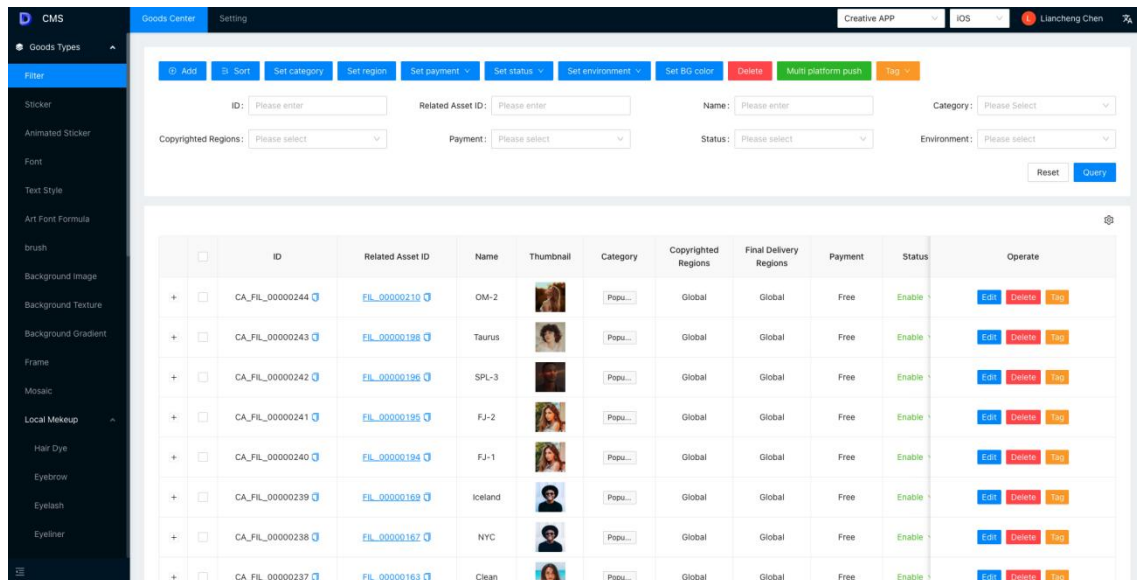 CMS
Goods Center Setting Creative APP iOS L Liancheng Chen
Goods Types
Filter
Sticker
Animated Sticker
Font
Text Style
Art Font Formula
brush
Background Image
Background Texture
Background Gradient
Frame
Mosaic
Local Mekeup
Hair Dye
Eyebrow
Eyelash
Eyeliner
Add Sort Set category Set region Set payment Set status Set environment Set BG color Delete Multi platform push Tag
ID: Please enter Related Asset ID: Please enter Name: Please enter Category: Please Select
Copyrighted Regions: Please select Payment: Please select Status: Please select Environment: Please select
Reset Query
ID Related Asset ID Name Thumbnail Category Copyrighted Regions Final Delivery Regions Payment Status Operate
+ CA_FIL_00000244 FIL_00000210 OM-2 Popu... Global Global Free Enable Edit Delete Tag
+ CA_FIL_00000243 FIL_00000198 Taurus Popu... Global Global Free Enable Edit Delete Tag
+ CA_FIL_00000242 FIL_00000196 SPL-3 Popu... Global Global Free Enable Edit Delete Tag
+ CA_FIL_00000241 FIL_00000195 FJ-2 Popu... Global Global Free Enable Edit Delete Tag
+ CA_FIL_00000240 FIL_00000194 FJ-1 Popu... Global Global Free Enable Edit Delete Tag
+ CA_FIL_00000239 FIL_00000169 Iceland Popu... Global Global Free Enable Edit Delete Tag
+ CA_FIL_00000238 FIL_00000167 NYC Popu... Global Global Free Enable Edit Delete Tag
+ CA_FIL_00000237 FIL_00000163 Clean Popu... Global Global Free Enable Edit Delete Tag